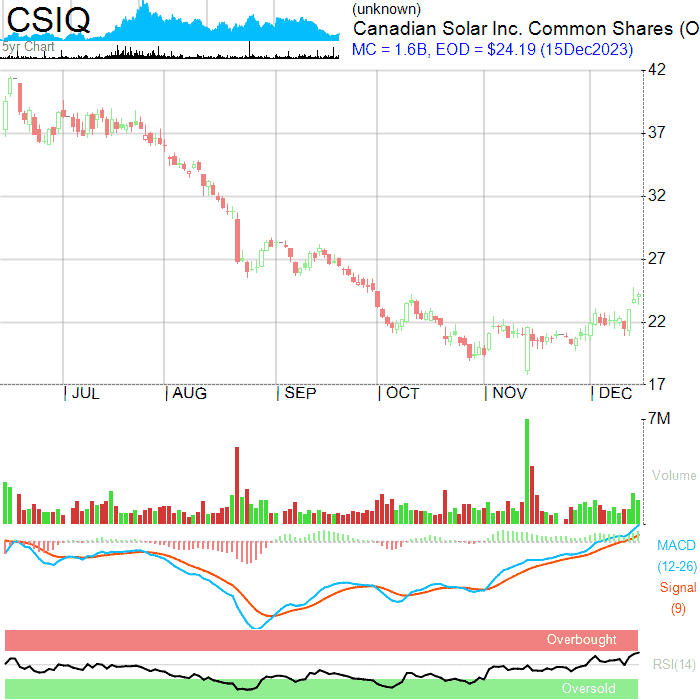 CSIQ
(unknown)
Canadian Solar Inc. Common Shares (O
MC = 1.6B, EOD = $24.19 (15Dec2023)
5yr Chart
42
37
32
27
22
17
JUL AUG SEP OCT NOV DEC
7M
Volume
MACD
(12-26)
Signal
(9)
Overbought
RSI(14)
Oversold